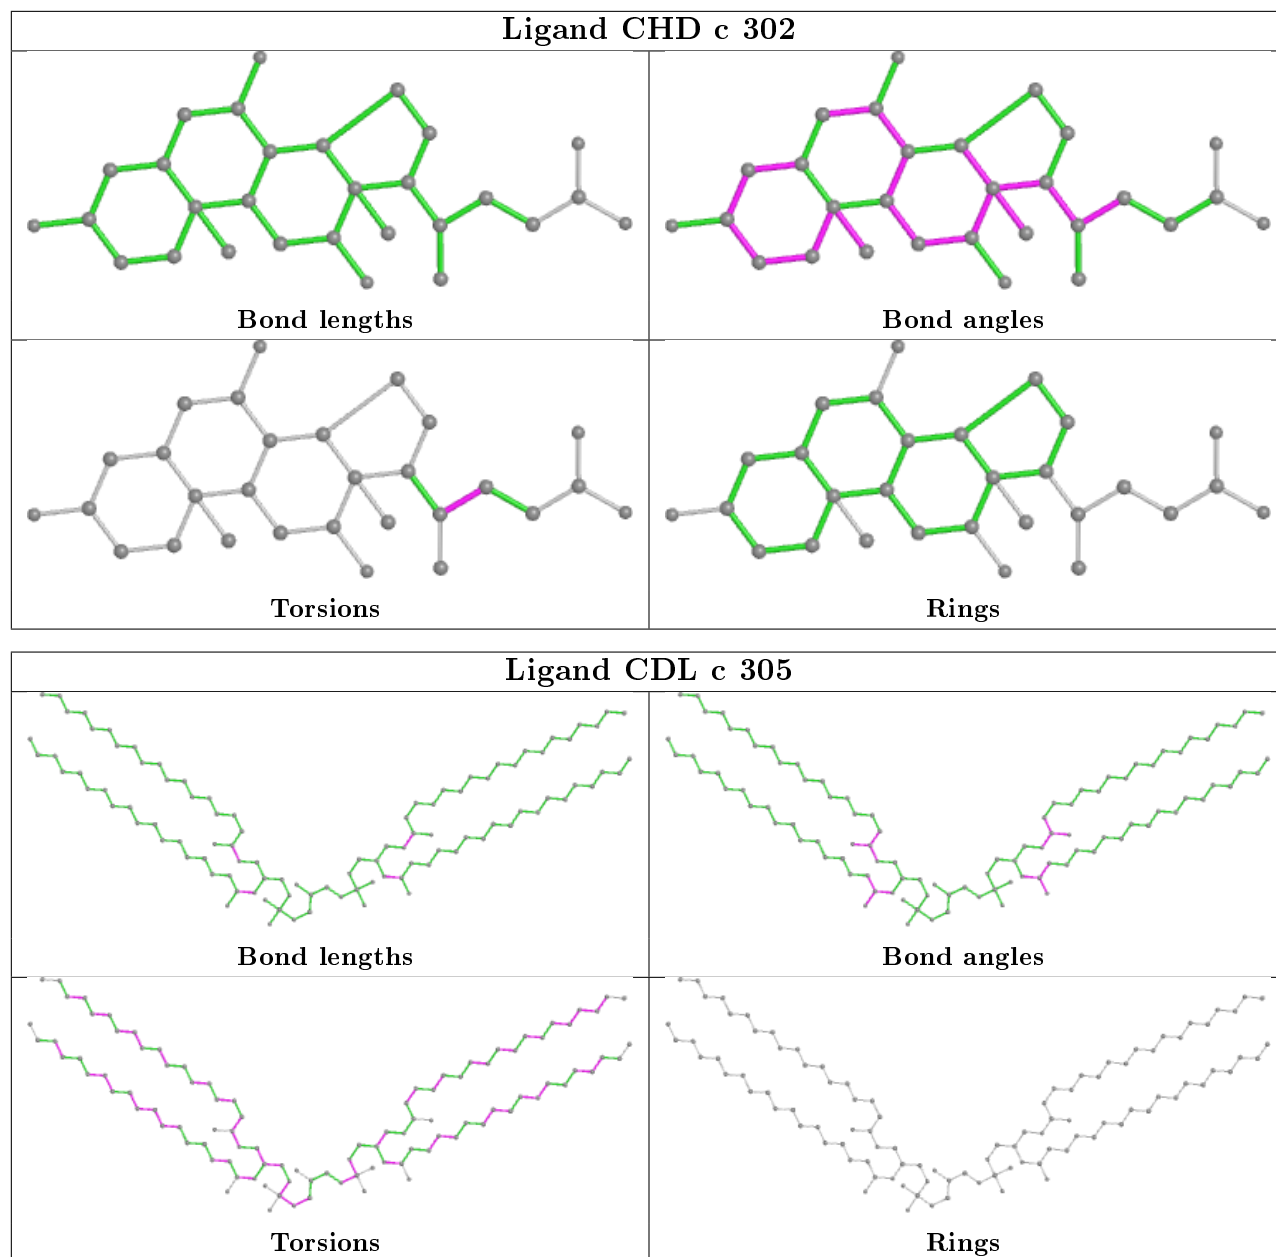 Ligand CHD c 302
Bond lengths
Bond angles
Torsions
Rings
Ligand CDL c 305
Bond lengths
Bond angles
Torsions
Rings